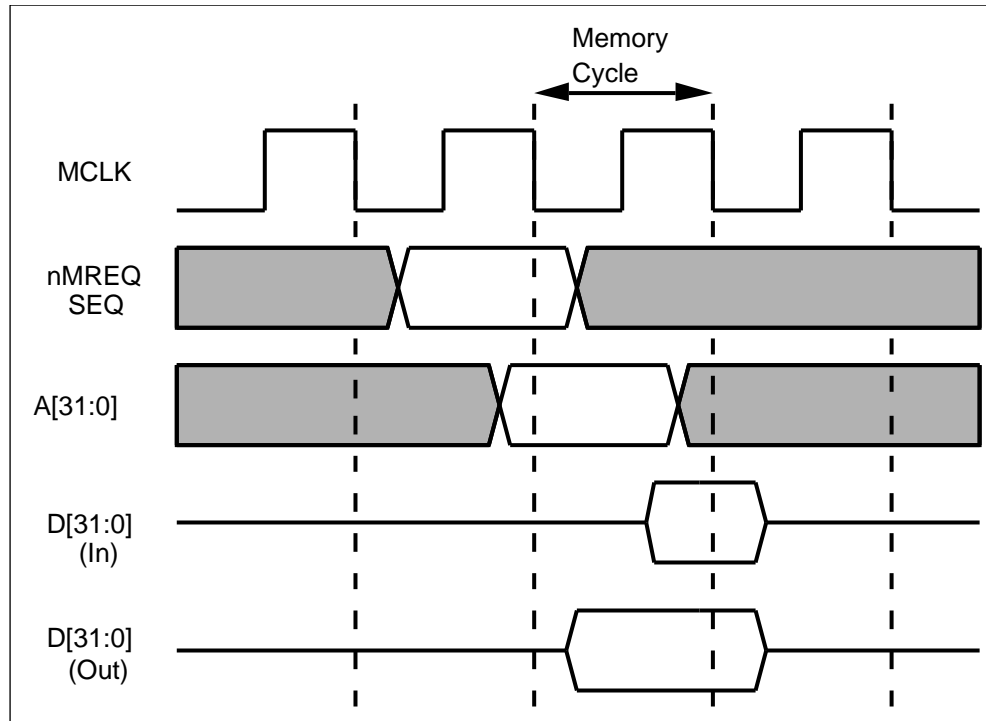 Memory
Cycle
MCLK
nMREQ
SEQ
A[31:0]
D[31:0]
(In)
D[31:0]
(Out)